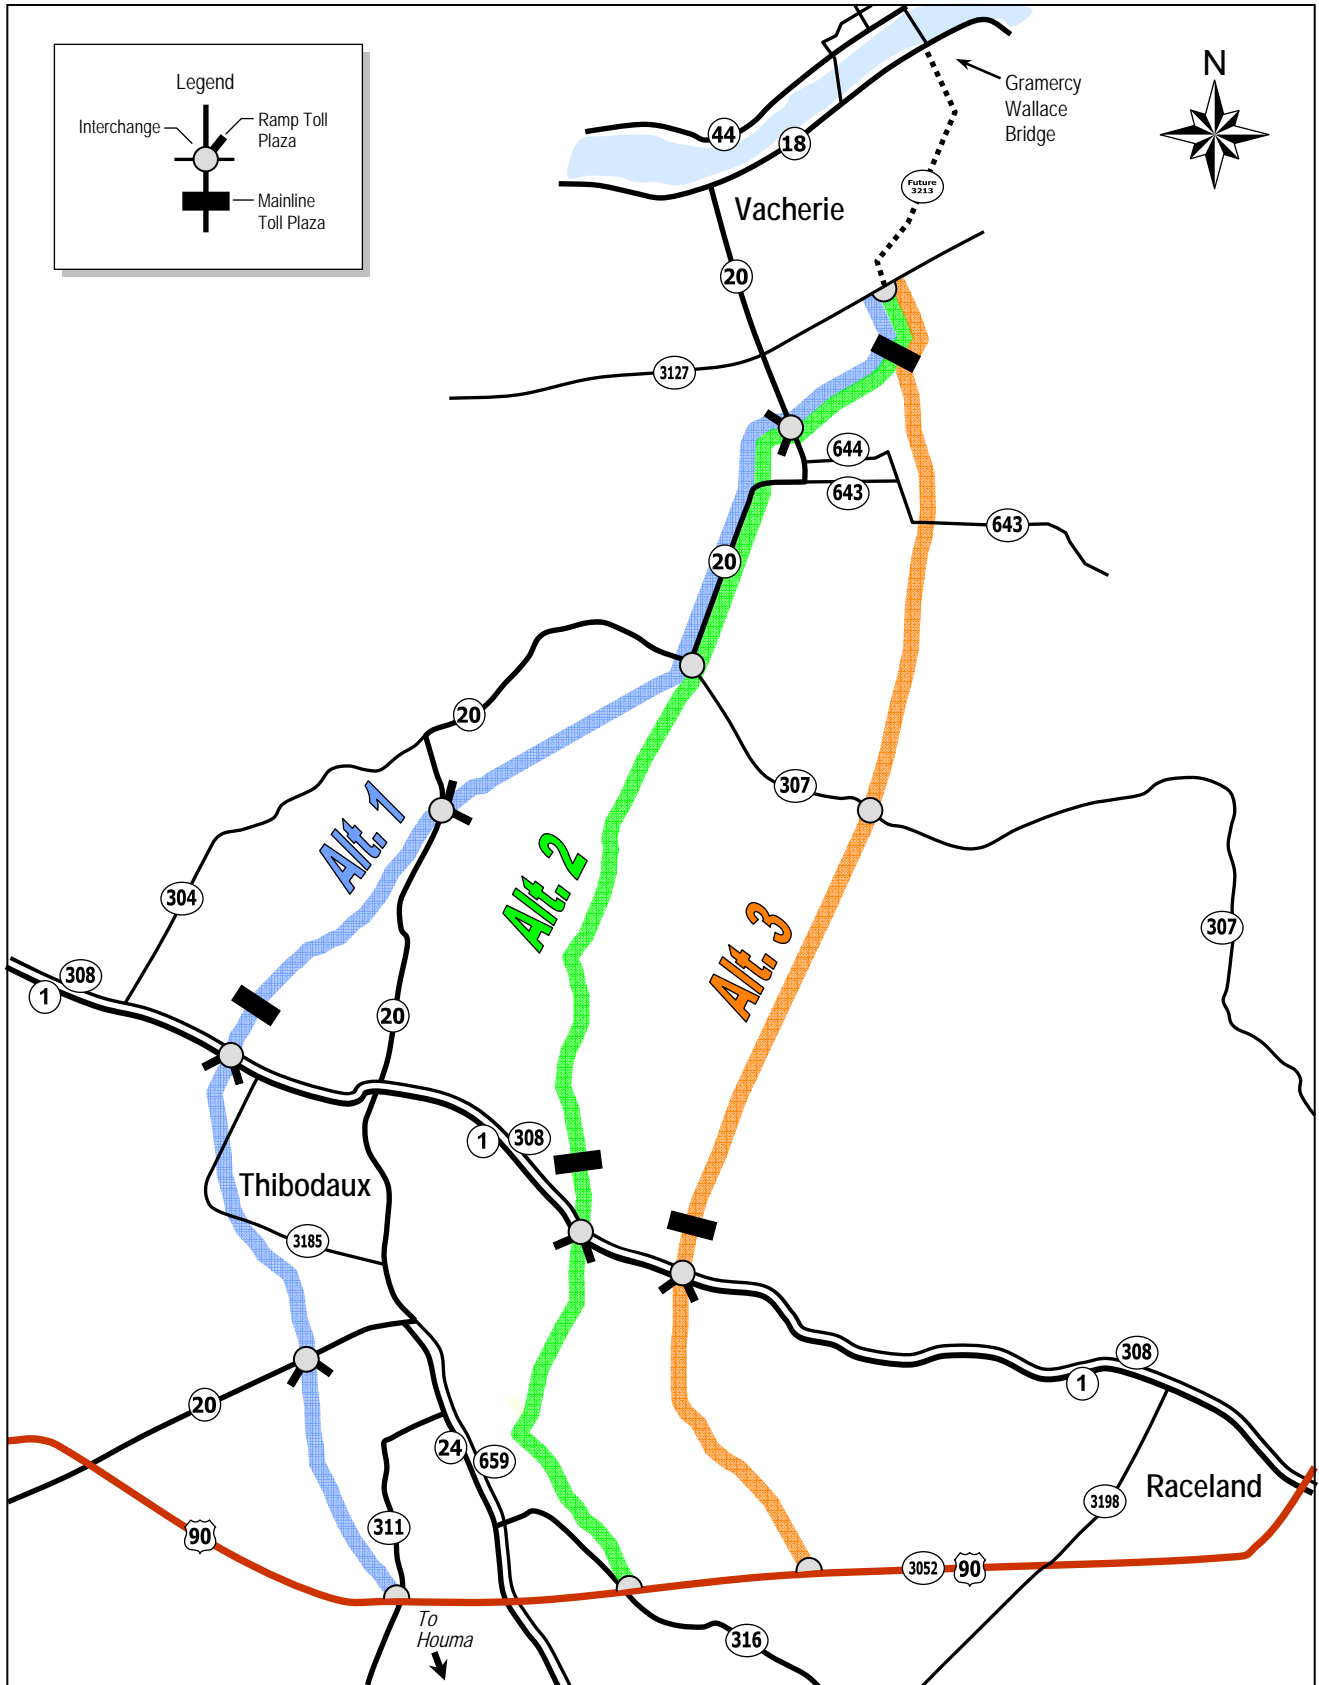 Legend
Interchange
Ramp Toll
Plaza
Mainline
Toll Plaza
Gramercy
Wallace
Bridge
N
44
18
Future
3213
Vacherie
20
3127
644
643
643
20
20
307
Alt. 1
Alt. 2
Alt. 3
304
307
308
1
20
1
308
Thibodaux
3185
308
1
20
24
659
Raceland
3198
311
90
3052
90
To
Houma
316